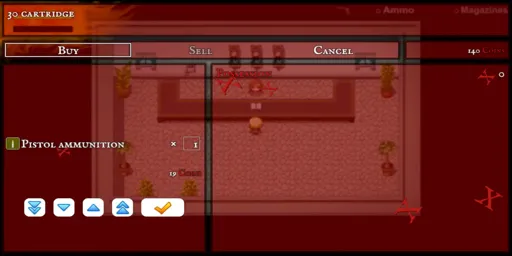 30 cartridge
Ammo
Magazines
Buy
Sell
Cancel
140
0
Pistol ammunition × 1
19